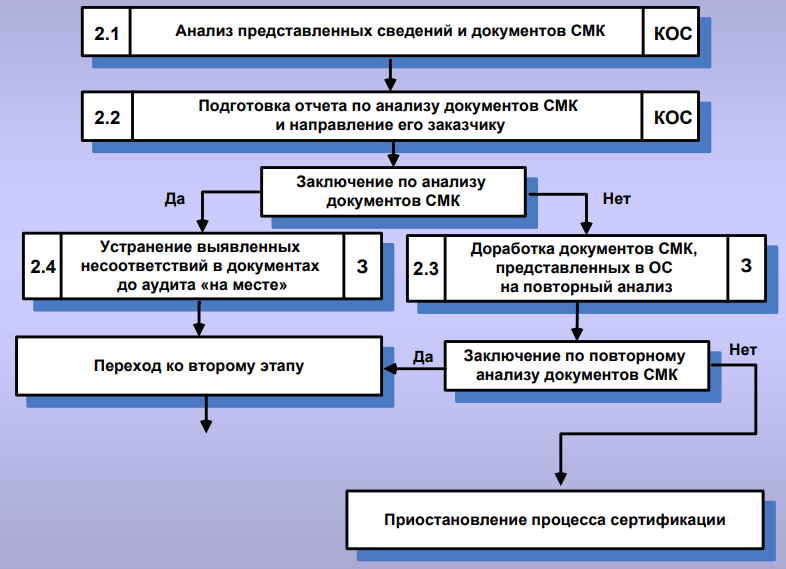 2.1
Анализ представленных сведений и документов СМК
КОС
2.2
Подготовка отчета по анализу документов СМК
и направление его заказчику
КОС
Заключение по анализу
документов СМК
Да
Нет
2.4
Устранение выявленных
несоответствий в документах
до аудита «на месте»
З
2.3
Доработка документов СМК,
представленных в ОС
на повторный анализ
З
Переход ко второму этапу
Да
Заключение по повторному
анализу документов СМК
Нет
Приостановление процесса сертификации